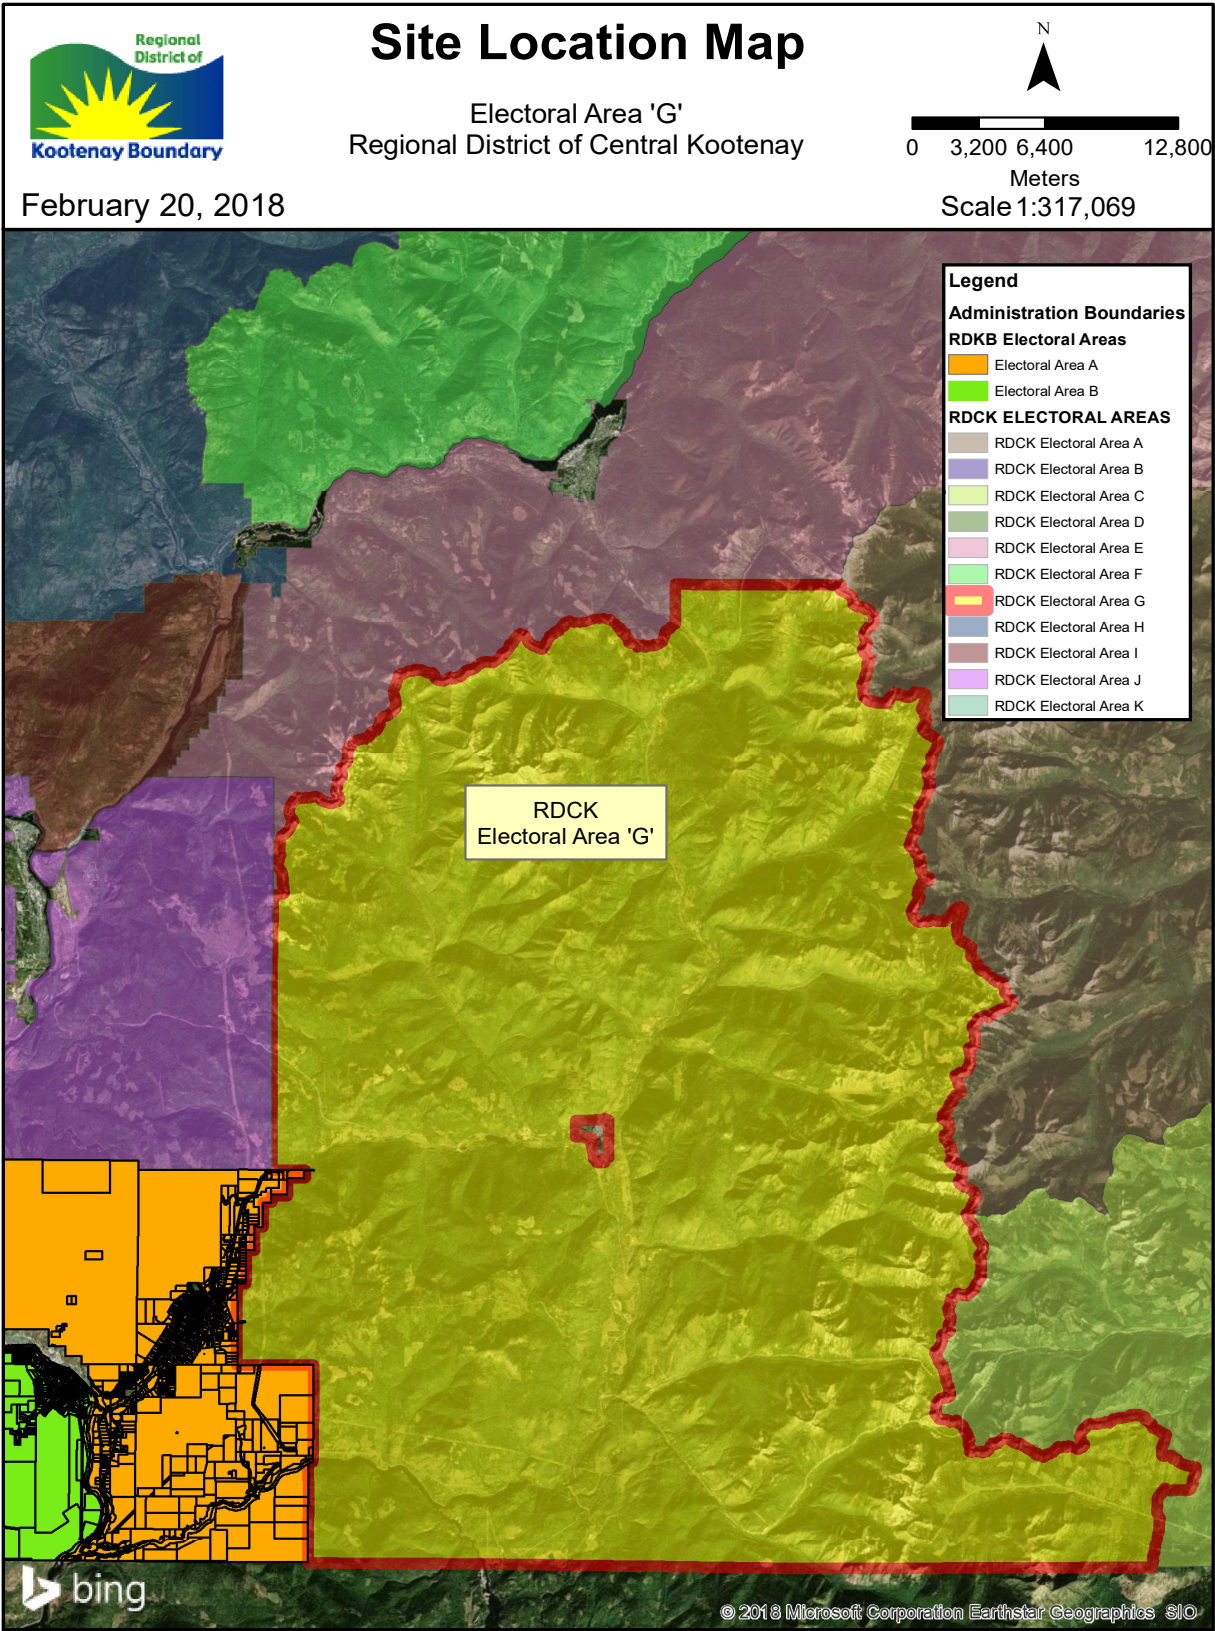 Regional
District of
Kootenay Boundary
February 20, 2018
Site Location Map
Electoral Area 'G'
Regional District of Central Kootenay
N
0 3,200 6,400 12,800
Meters
Scale 1:317,069
Legend
Administration Boundaries
RDKB Electoral Areas
Electoral Area A
Electoral Area B
RDCK ELECTORAL AREAS
RDCK Electoral Area A
RDCK Electoral Area B
RDCK Electoral Area C
RDCK Electoral Area D
RDCK Electoral Area E
RDCK Electoral Area F
RDCK Electoral Area G
RDCK Electoral Area H
RDCK Electoral Area I
RDCK Electoral Area J
RDCK Electoral Area K
RDCK
Electoral Area 'G'
bing
© 2018 Microsoft Corporation Earthstar Geographics SIO